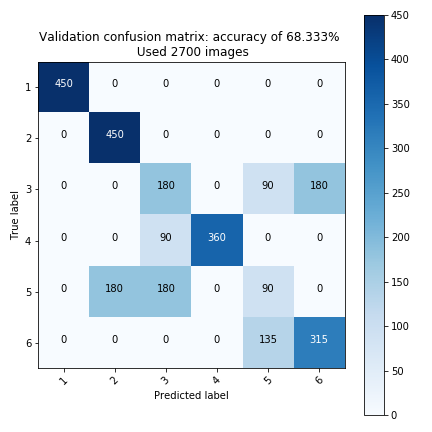 Validation confusion matrix: accuracy of 68.333%
Used 2700 images
True label
1 450 0 0 0 0 0
2 0 450 0 0 0 0
3 0 0 180 0 90 180
4 0 0 90 360 0 0
5 0 180 180 0 90 0
6 0 0 0 0 135 315
1 2 3 4 5 6
Predicted label
450
400
350
300
250
200
150
100
50
0